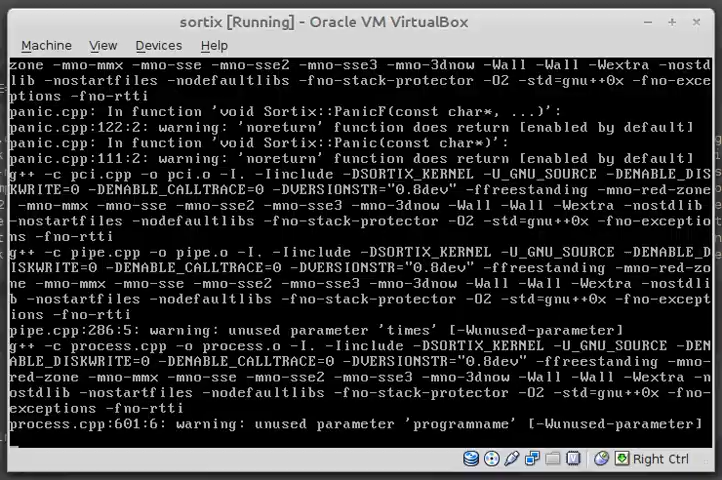 sortix [Running] - Oracle VM VirtualBox
Machine View Devices Help
zone -mno-mmx -mno-sse -mno-sse2 -mno-sse3 -mno-3dnow -Wall -Wall -Wextra -nostd
lib -nostartfiles -nodefaultlibs -fno-stack-protector -O2 -std=gnu++0x -fno-exce
ptions -fno-rtti
panic.cpp: In function 'void Sortix::PanicF(const char*, ...)':
panic.cpp:122:2: warning: 'noreturn' function does return [enabled by default]
panic.cpp: In function 'void Sortix::Panic(const char*)':
panic.cpp:111:2: warning: 'noreturn' function does return [enabled by default]
g++ -c pci.cpp -o pci.o -I. -Iinclude -DSORTIX_KERNEL -U_GNU_SOURCE -DENABLE_DIS
KWRITE=0 -DENABLE_CALLTRACE=0 -DVERSIONSTR="0.8dev" -ffreestanding -mno-red-zone
 -mno-mmx -mno-sse -mno-sse2 -mno-sse3 -mno-3dnow -Wall -Wall -Wextra -nostdlib
-nostartfiles -nodefaultlibs -fno-stack-protector -O2 -std=gnu++0x -fno-exceptio
ns -fno-rtti
g++ -c pipe.cpp -o pipe.o -I. -Iinclude -DSORTIX_KERNEL -U_GNU_SOURCE -DENABLE_D
ISKWRITE=0 -DENABLE_CALLTRACE=0 -DVERSIONSTR="0.8dev" -ffreestanding -mno-red-zo
ne -mno-mmx -mno-sse -mno-sse2 -mno-sse3 -mno-3dnow -Wall -Wall -Wextra -nostdli
b -nostartfiles -nodefaultlibs -fno-stack-protector -O2 -std=gnu++0x -fno-except
ions -fno-rtti
pipe.cpp:286:5: warning: unused parameter 'times' [-Wunused-parameter]
g++ -c process.cpp -o process.o -I. -Iinclude -DSORTIX_KERNEL -U_GNU_SOURCE -DEN
ABLE_DISKWRITE=0 -DENABLE_CALLTRACE=0 -DVERSIONSTR="0.8dev" -ffreestanding -mno-
red-zone -mno-mmx -mno-sse -mno-sse2 -mno-sse3 -mno-3dnow -Wall -Wall -Wextra -n
ostdlib -nostartfiles -nodefaultlibs -fno-stack-protector -O2 -std=gnu++0x -fno-
exceptions -fno-rtti
process.cpp:601:6: warning: unused parameter 'programname' [-Wunused-parameter]
Right Ctrl